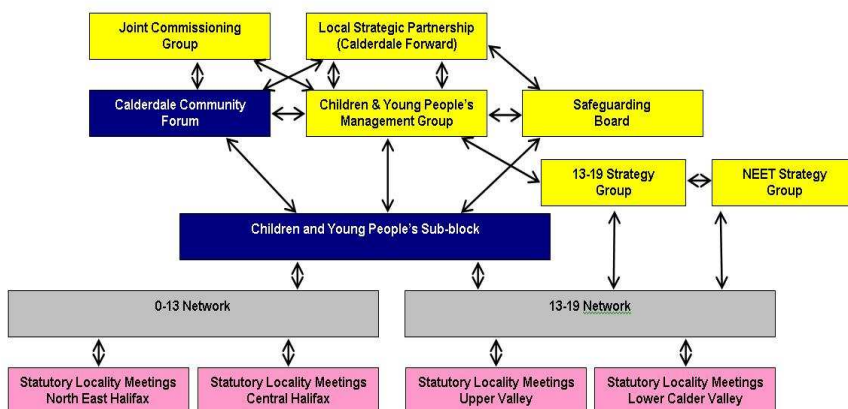 Joint Commissioning
Group
Local Strategic Partnership
(Calderdale Forward)
Calderdale Community
Forum
Children & Young People's
Management Group
Safeguarding
Board
13-19 Strategy
Group
NEET Strategy
Group
Children and Young People's Sub-block
0-13 Network
13-19 Network
Statutory Locality Meetings
North East Halifax
Statutory Locality Meetings
Central Halifax
Statutory Locality Meetings
Upper Valley
Statutory Locality Meetings
Lower Calder Valley